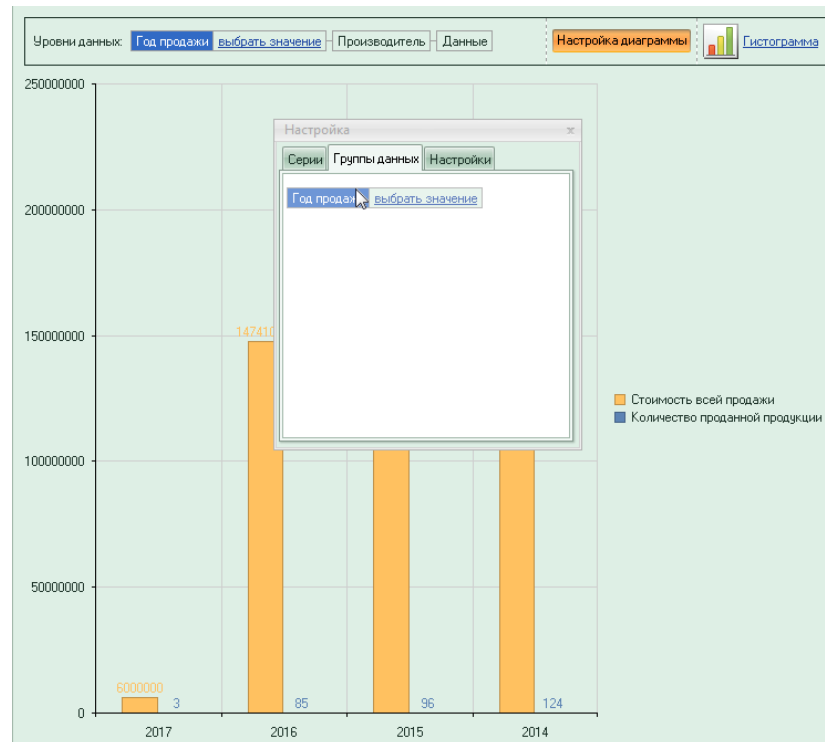 Уровни данных: Год продажи выбрать значение Производитель Данные Настройка диаграммы Гистограмма
250000000
Настройка x
Серии Группы данных Настройки
Год продаж выбрать значение
200000000
150000000
147410
Стоимость всей продажи
Количество проданной продукции
100000000
50000000
6000000
3 85 96 124
0
2017 2016 2015 2014